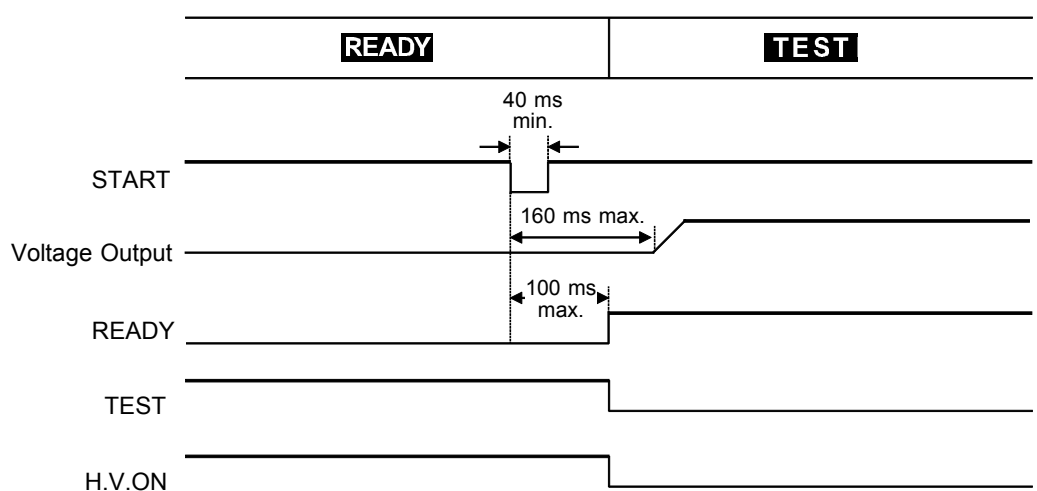 READY
TEST
40 ms
min.
START
160 ms max.
Voltage Output
100 ms
max.
READY
TEST
H.V.ON